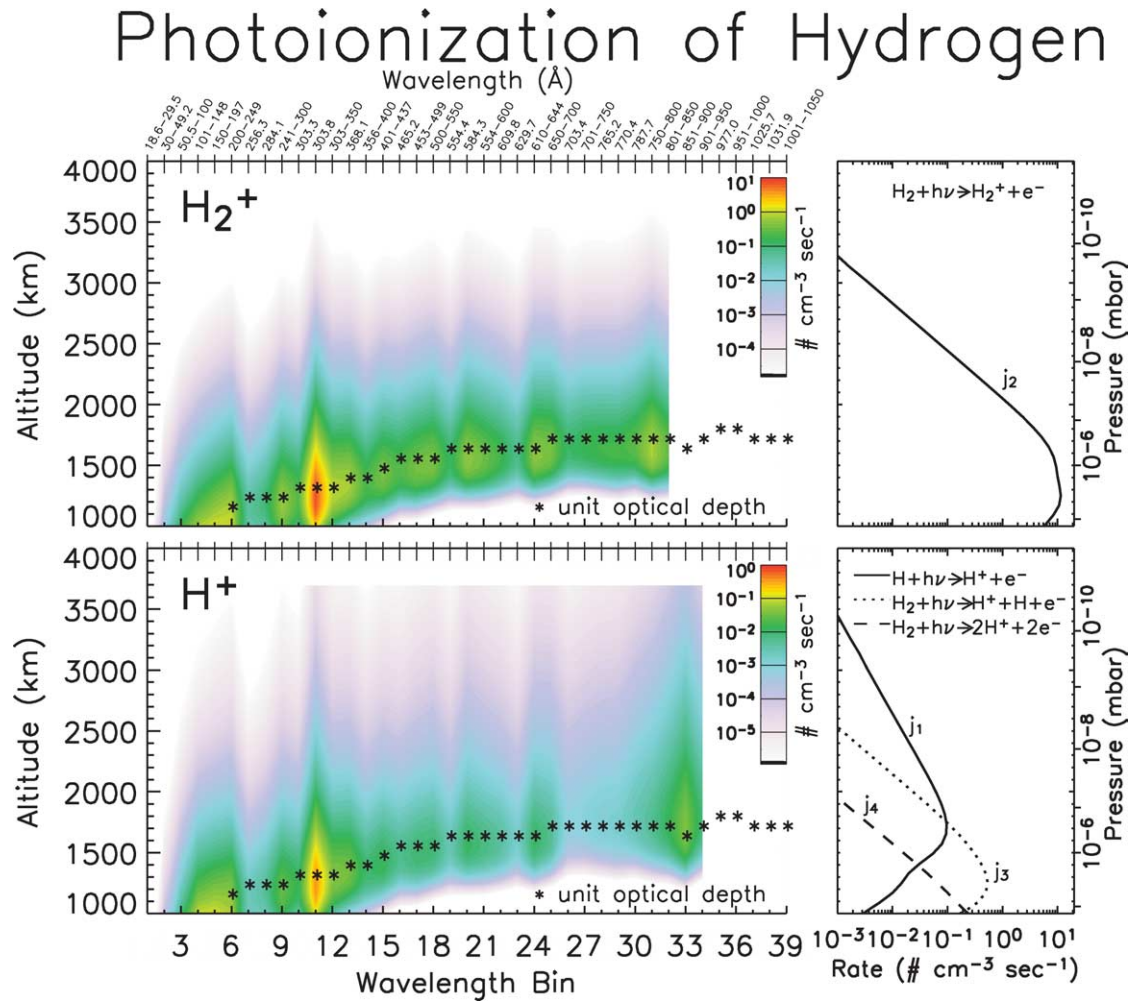 Photoionization of Hydrogen
Wavelength (Å)
18.6-29.5
30-49.2
50.5-100
101-148
150-197
200-249
256.3
284.1
241-300
303.3
303.8
303-350
368.1
356-400
401-437
465.2
453-499
500-550
554.4
584.3
554-600
609.8
629.7
610-644
650-700
703.4
701-750
765.2
770.4
787.7
750-800
801-850
851-900
901-950
977.0
951-1000
1025.7
1031.9
1001-1050
H₂⁺
Altitude (km)
4000
3500
3000
2500
2000
1500
1000
10¹
10⁰
10⁻¹
10⁻²
10⁻³
10⁻⁴
# cm⁻³ sec⁻¹
* unit optical depth
H₂+hν→H₂⁺+e⁻
j₂
10⁻¹⁰
10⁻⁸
10⁻⁶
Pressure (mbar)
H⁺
Altitude (km)
4000
3500
3000
2500
2000
1500
1000
10⁰
10⁻¹
10⁻²
10⁻³
10⁻⁴
10⁻⁵
# cm⁻³ sec⁻¹
* unit optical depth
3 6 9 12 15 18 21 24 27 30 33 36 39
Wavelength Bin
H+hν→H⁺+e⁻
H₂+hν→H⁺+H+e⁻
H₂+hν→2H⁺+2e⁻
j₁
j₄
j₃
10⁻¹⁰
10⁻⁸
10⁻⁶
Pressure (mbar)
10⁻³ 10⁻² 10⁻¹ 10⁰ 10¹
Rate (# cm⁻³ sec⁻¹)